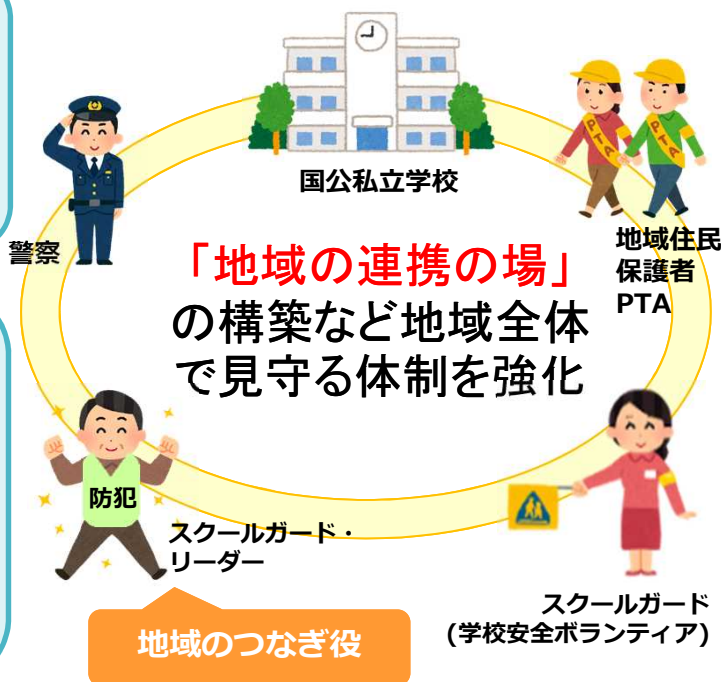 国公私立学校
警察
地域住民
保護者
PTA
PTA
PTA
「地域の連携の場」
の構築など地域全体
で見守る体制を強化
防犯
スクールガード・
リーダー
地域のつなぎ役
スクールガード
(学校安全ボランティア)